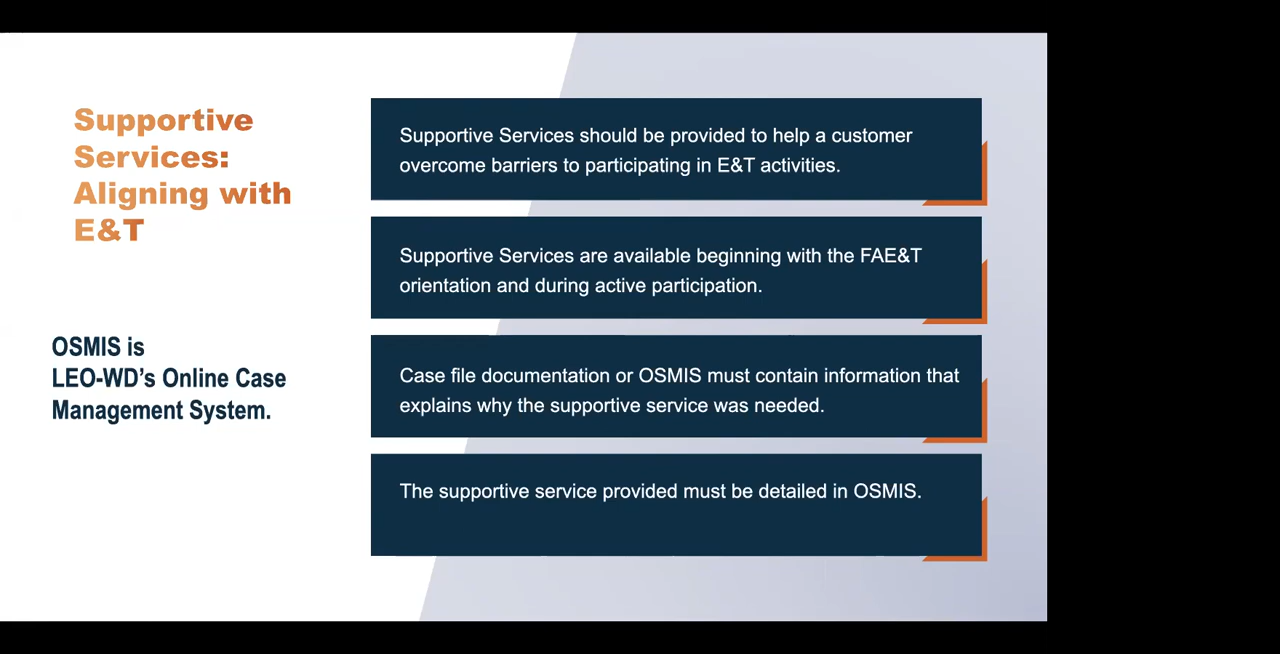 Supportive
Services:
Aligning with
E&T
OSMIS is
LEO-WD’s Online Case
Management System.
Supportive Services should be provided to help a customer
overcome barriers to participating in E&T activities.
Supportive Services are available beginning with the FAE&T
orientation and during active participation.
Case file documentation or OSMIS must contain information that
explains why the supportive service was needed.
The supportive service provided must be detailed in OSMIS.